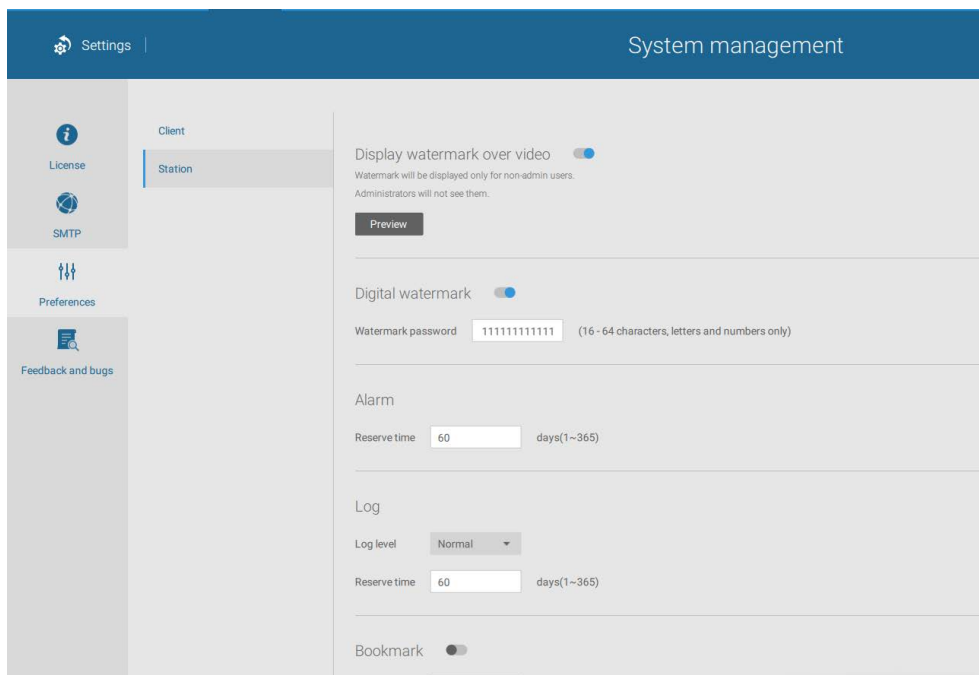 Settings
System management
License
SMTP
Preferences
Feedback and bugs
Client
Station
Display watermark over video
Watermark will be displayed only for non-admin users.
Administrators will not see them.
Preview
Digital watermark
Watermark password 111111111111 (16 - 64 characters, letters and numbers only)
Alarm
Reserve time 60 days(1~365)
Log
Log level Normal
Reserve time 60 days(1~365)
Bookmark